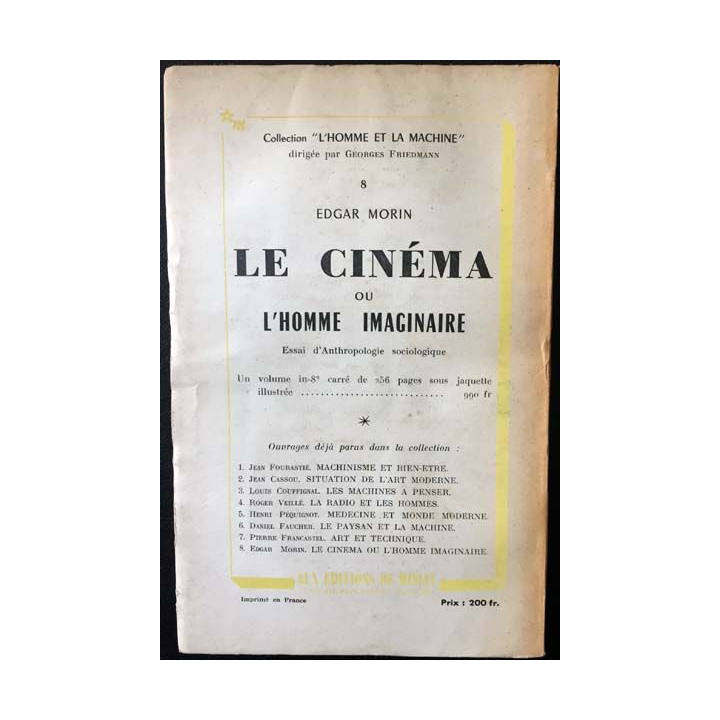 Collection "L'HOMME ET LA MACHINE"
dirigée par GEORGES FRIEDMANN
8
EDGAR MORIN
LE CINÉMA
OU
L'HOMME IMAGINAIRE
Essai d'Anthropologie sociologique
Un volume in-8° carré de 256 pages sous jaquette
illustrée ............................ 990 fr
*
Ouvrages déjà parus dans la collection :
1. JEAN FOURASTIÉ. MACHINISME ET BIEN-ETRE.
2. JEAN CASSOU. SITUATION DE L'ART MODERNE.
3. LOUIS COUFFIGNAL. LES MACHINES A PENSER.
4. ROGER VEILLÉ. LA RADIO ET LES HOMMES.
5. HENRI PÉQUIGNOT. MEDECINE ET MONDE MODERNE.
6. DANIEL FAUCHER. LE PAYSAN ET LA MACHINE.
7. PIERRE FRANCASTEL. ART ET TECHNIQUE.
8. EDGAR MORIN. LE CINEMA OU L'HOMME IMAGINAIRE.
AUX EDITIONS DE MINUIT
Imprimé en France
Prix : 200 fr.